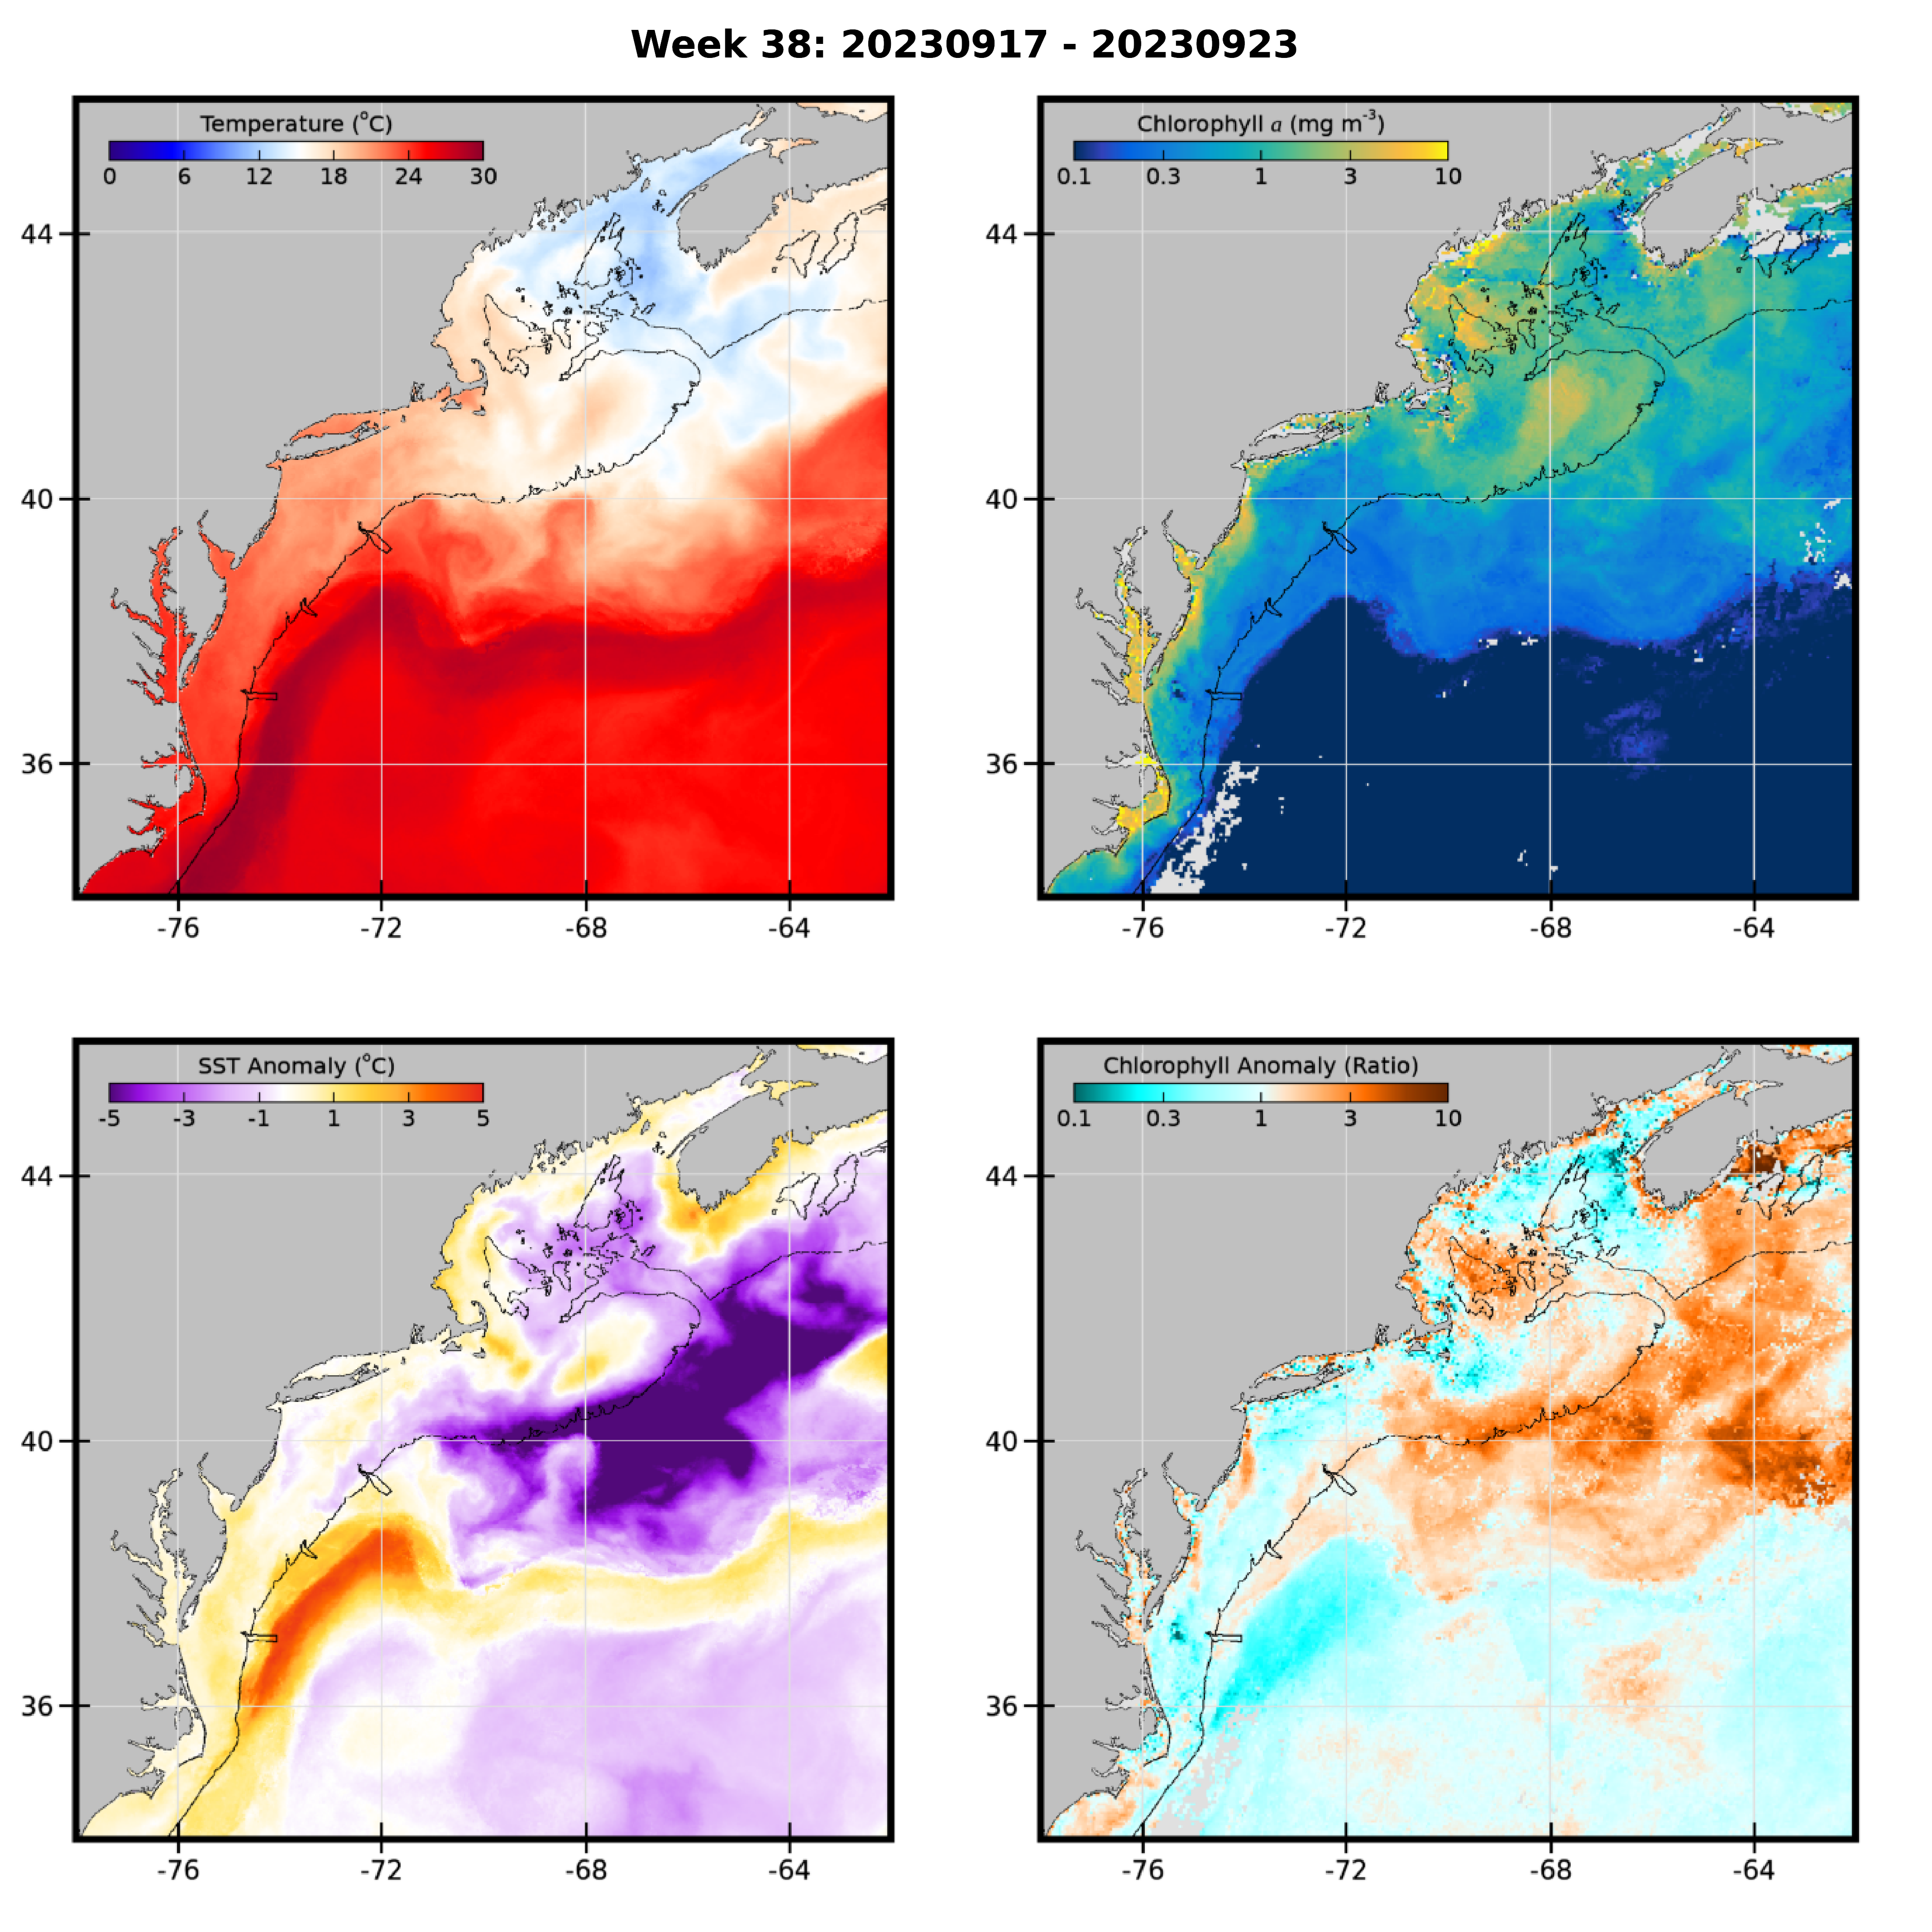 Week 38: 20230917 - 20230923
Temperature (°C)
0 6 12 18 24 30
44
40
36
-76 -72 -68 -64
Chlorophyll a (mg m⁻³)
0.1 0.3 1 3 10
44
40
36
-76 -72 -68 -64
SST Anomaly (°C)
-5 -3 -1 1 3 5
44
40
36
-76 -72 -68 -64
Chlorophyll Anomaly (Ratio)
0.1 0.3 1 3 10
44
40
36
-76 -72 -68 -64